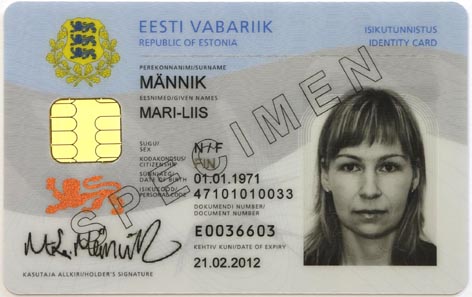 EESTI VABARIIK
REPUBLIC OF ESTONIA
ISIKUTUNNISTUS
IDENTITY CARD
PEREKONNANIMI/SURNAME
MÄNNIK
EESNIMED/GIVEN NAMES
MARI-LIIS
SUGU/
SEX
N/F
KODAKONDSUS/
CITIZENSHIP
FIN
SÜNNIAEG/
DATE OF BIRTH
01.01.1971
ISIKUKOOD/
PERSONAL CODE
47101010033
DOKUMENDI NUMBER/
DOCUMENT NUMBER
E0036603
KEHTIV KUNI/DATE OF EXPIRY
21.02.2012
KASUTAJA ALLKIRI/HOLDER'S SIGNATURE
SPECIMEN